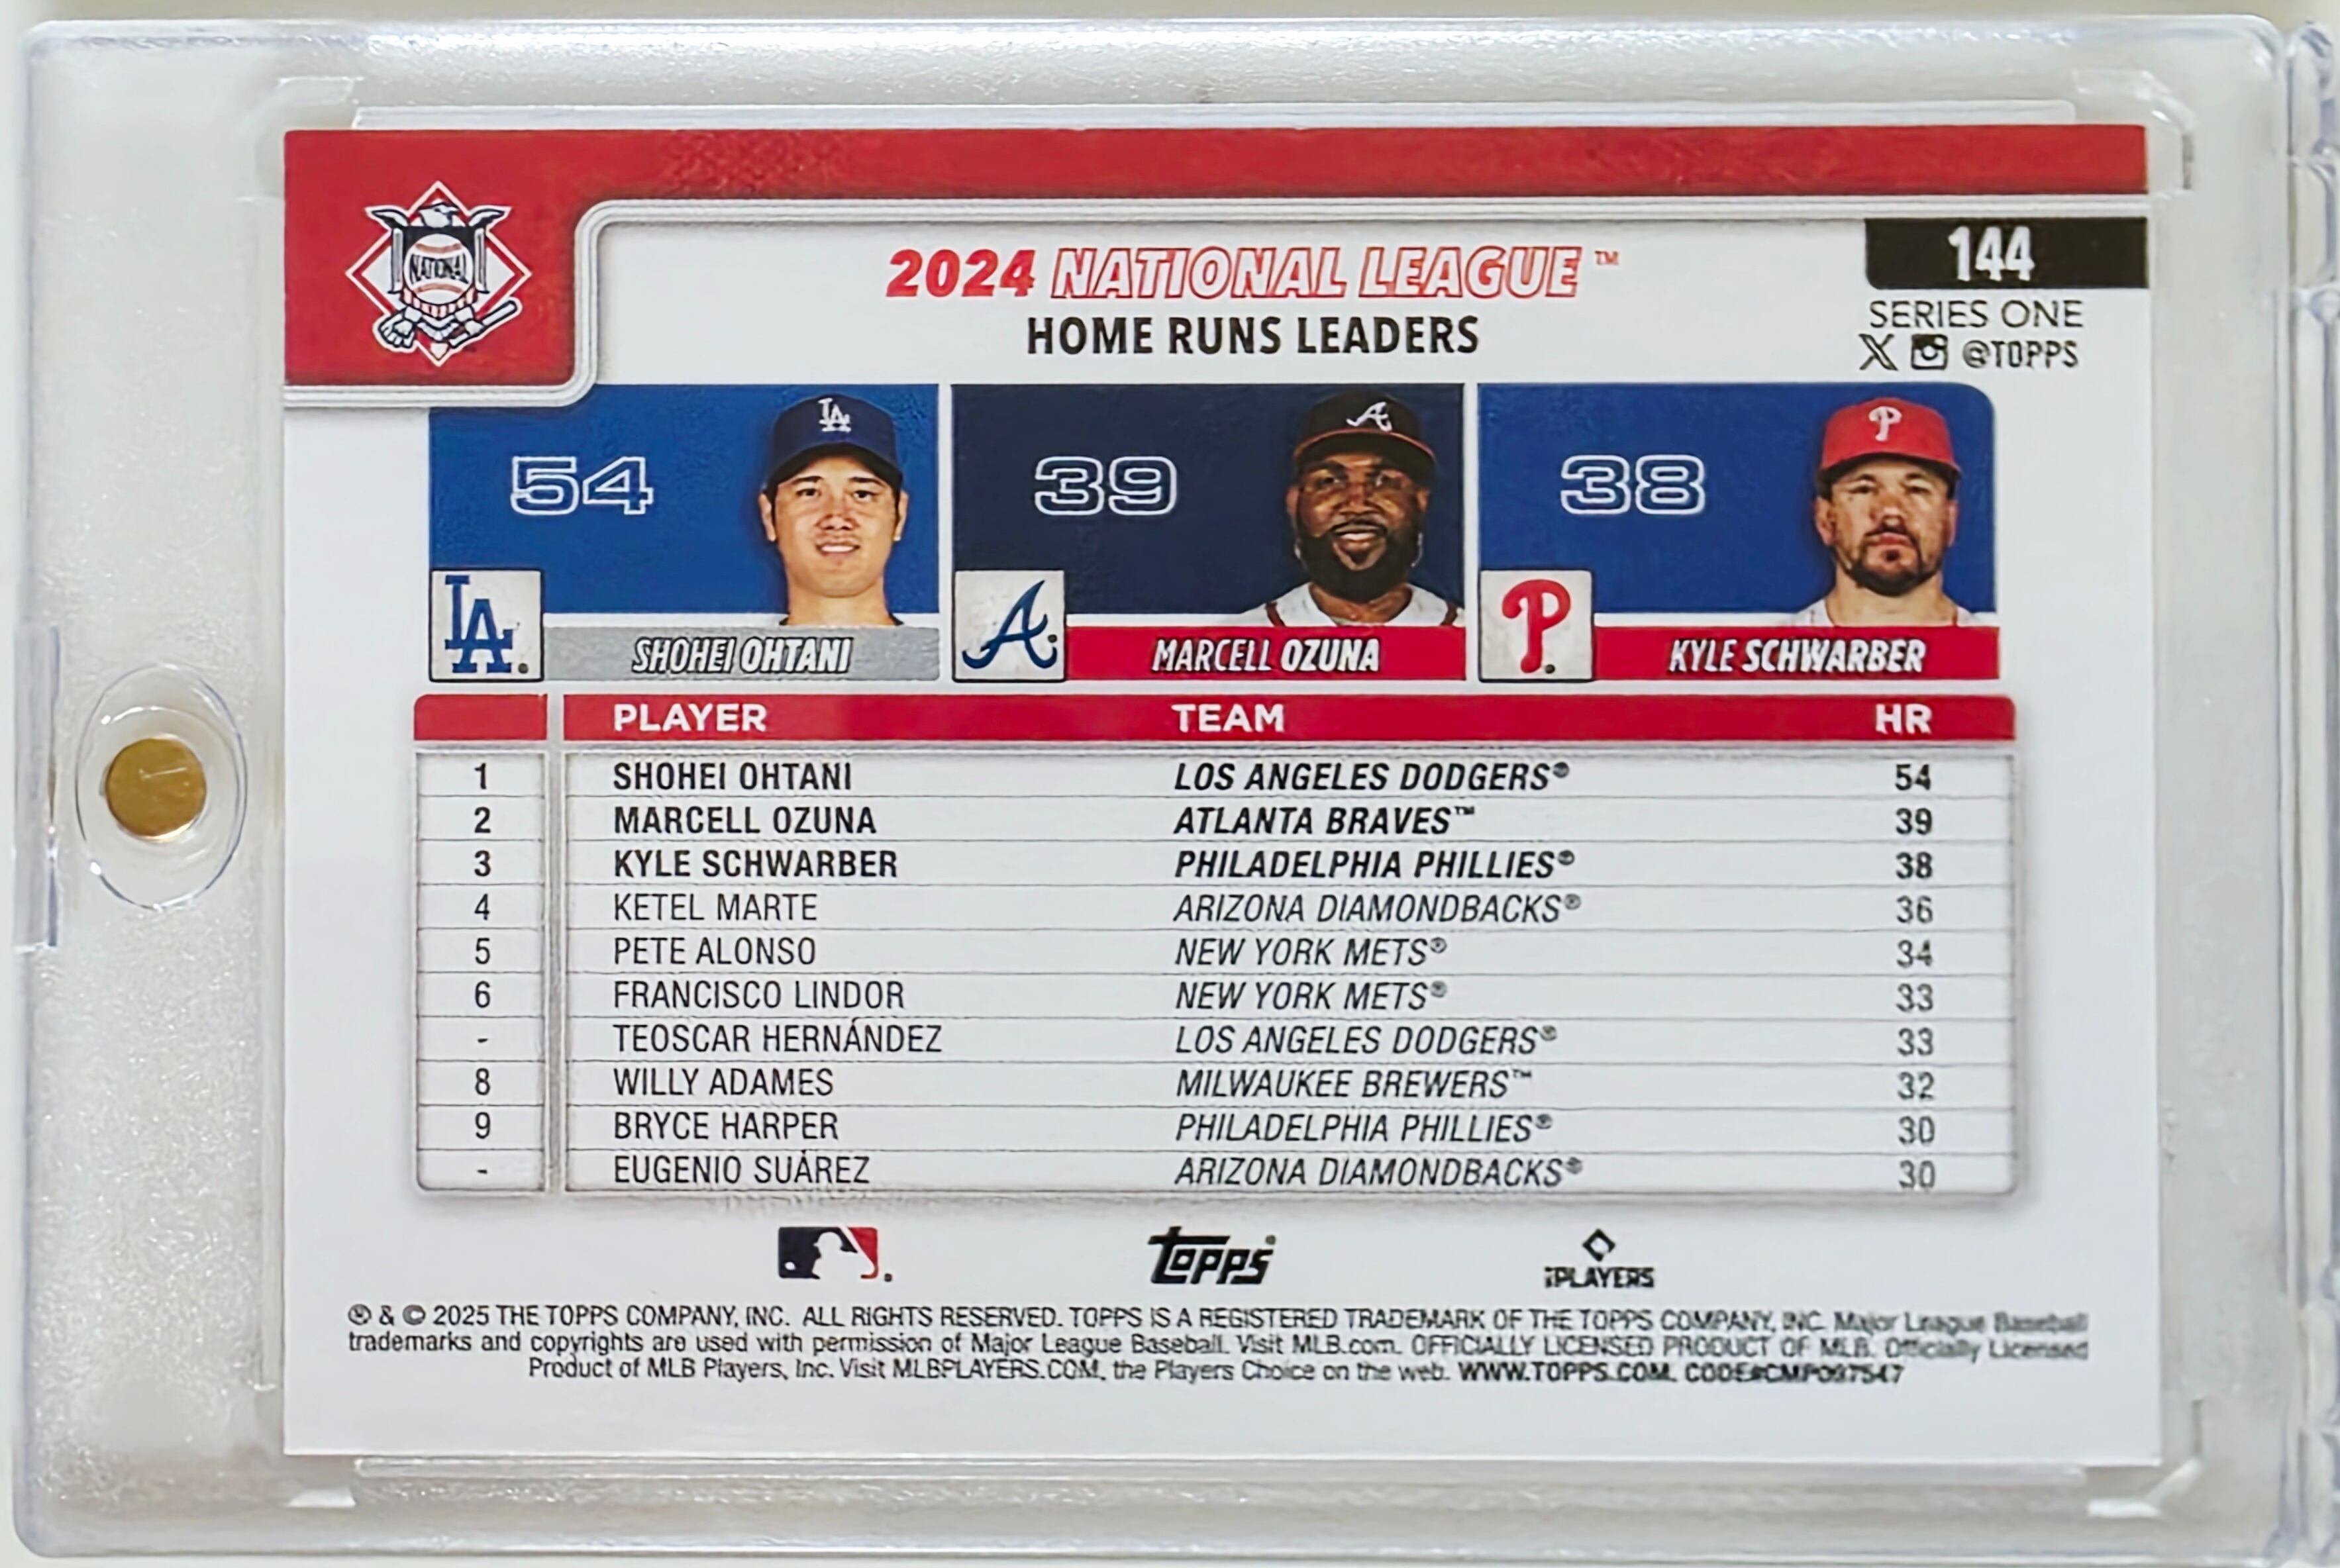 NATIONAL
2024 NATIONAL LEAGUE™
HOME RUNS LEADERS
144
SERIES ONE
X @TOPPS
54
LA
LA
SHOHEI OHTANI
39
A
A
MARCELL OZUNA
38
P
P
KYLE SCHWARBER
PLAYER TEAM HR
1 SHOHEI OHTANI LOS ANGELES DODGERS® 54
2 MARCELL OZUNA ATLANTA BRAVES™ 39
3 KYLE SCHWARBER PHILADELPHIA PHILLIES® 38
4 KETEL MARTE ARIZONA DIAMONDBACKS® 36
5 PETE ALONSO NEW YORK METS® 34
6 FRANCISCO LINDOR NEW YORK METS® 33
- TEOSCAR HERNÁNDEZ LOS ANGELES DODGERS® 33
8 WILLY ADAMES MILWAUKEE BREWERS™ 32
9 BRYCE HARPER PHILADELPHIA PHILLIES® 30
- EUGENIO SUÁREZ ARIZONA DIAMONDBACKS® 30
topps
PLAYERS
® & © 2025 THE TOPPS COMPANY, INC. ALL RIGHTS RESERVED. TOPPS IS A REGISTERED TRADEMARK OF THE TOPPS COMPANY, INC. Major League Baseball
trademarks and copyrights are used with permission of Major League Baseball. Visit MLB.com. OFFICIALLY LICENSED PRODUCT OF MLB. Officially Licensed
Product of MLB Players, Inc. Visit MLBPLAYERS.COM, the Players Choice on the web. WWW.TOPPS.COM. CODE#CMP097547